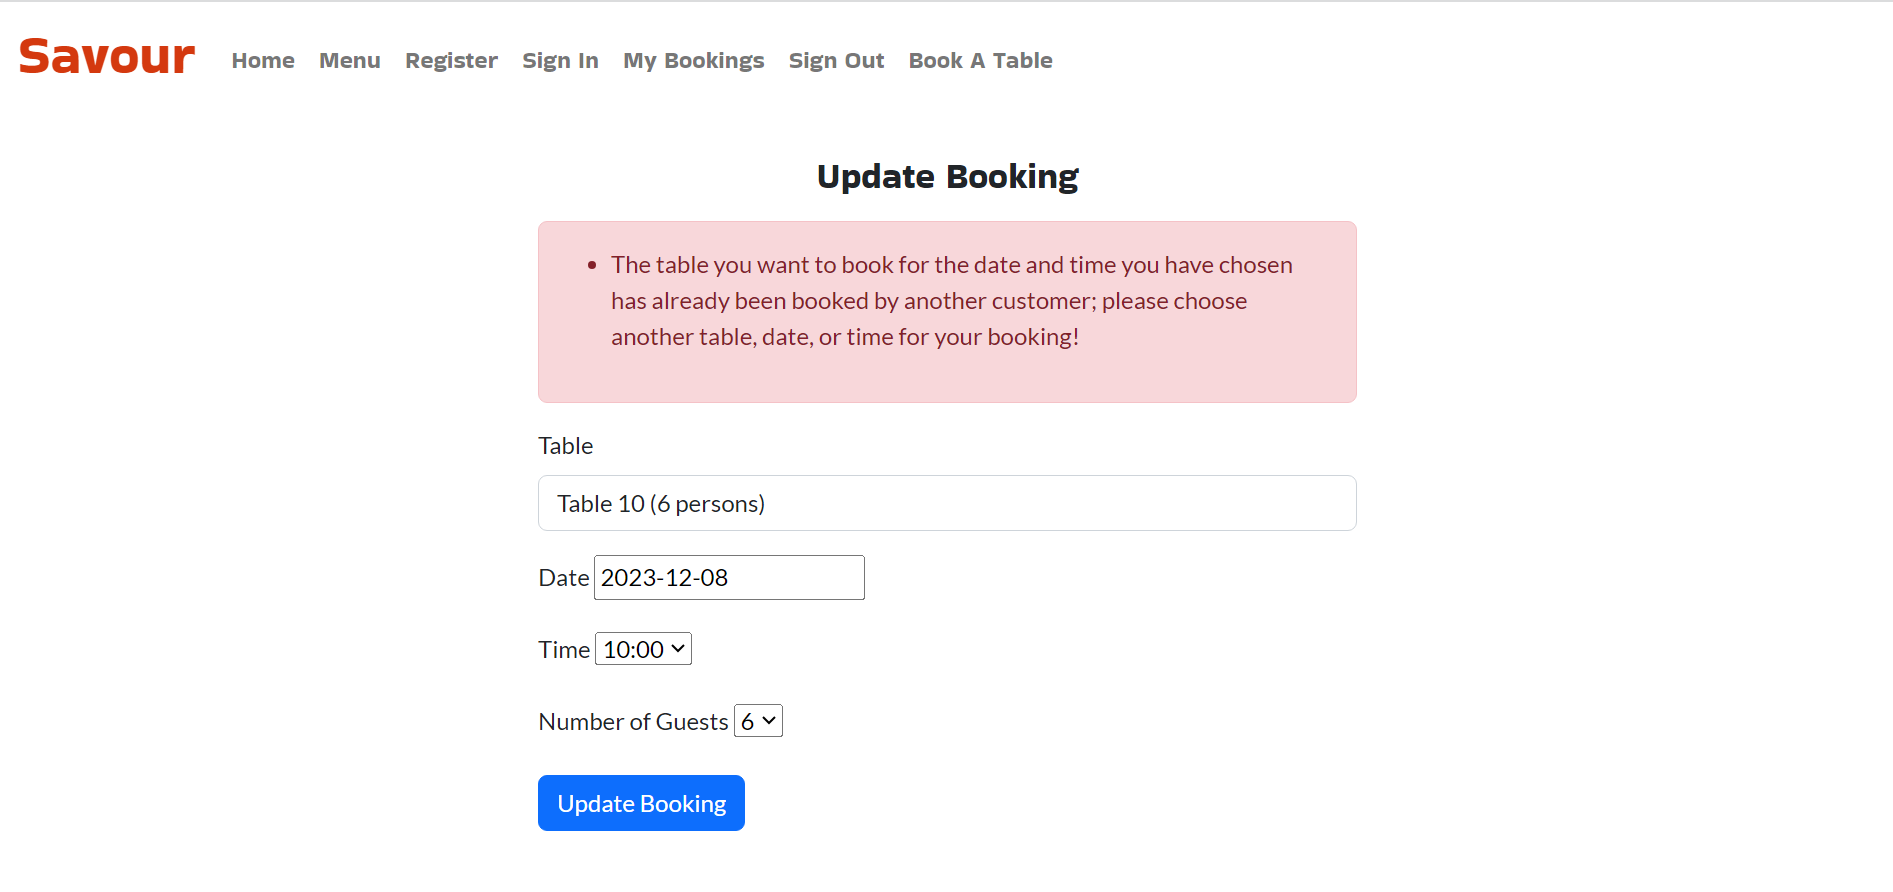 Savour Home Menu Register Sign In My Bookings Sign Out Book A Table
Update Booking
• The table you want to book for the date and time you have chosen
has already been booked by another customer; please choose
another table, date, or time for your booking!
Table
Table 10 (6 persons)
Date 2023-12-08
Time 10:00
Number of Guests 6
Update Booking